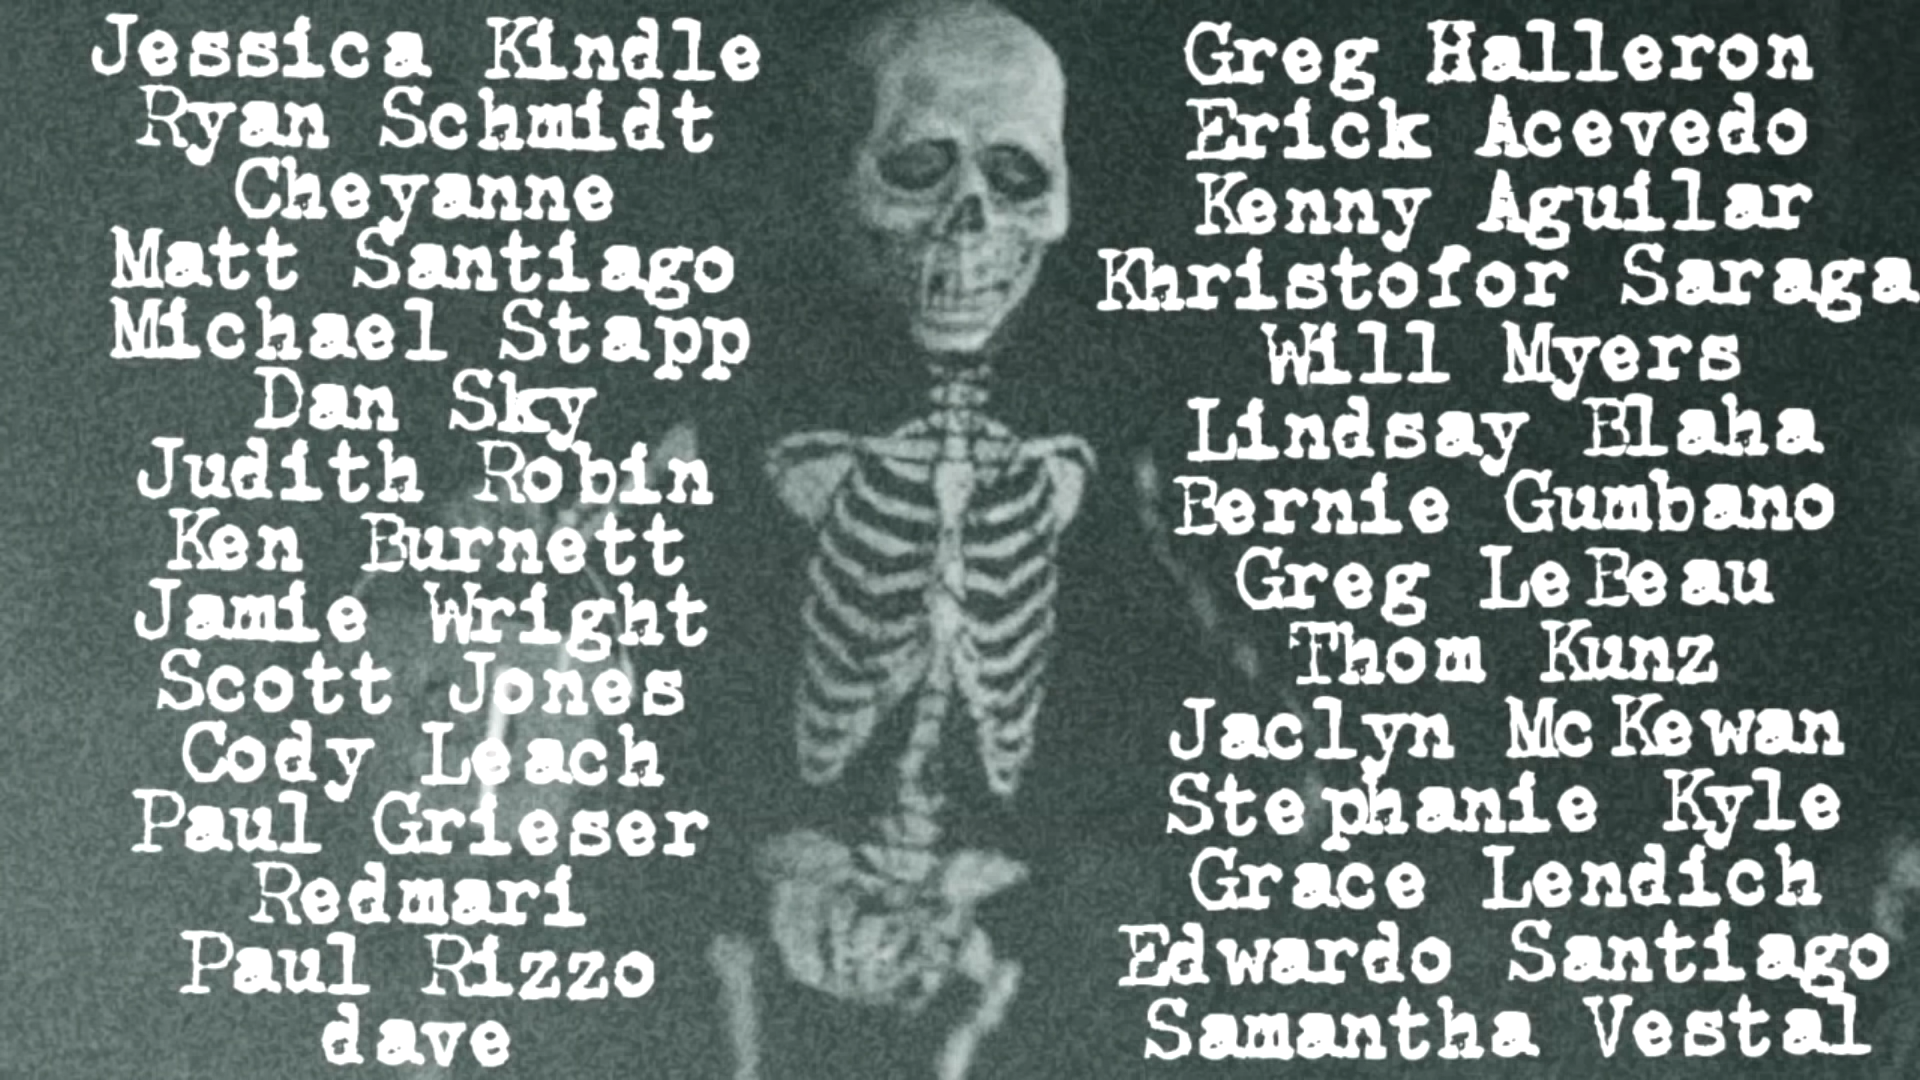 Jessica Kindle
Ryan Schmidt
Cheyanne
Matt Santiago
Michael Stapp
Dan Sky
Judith Robin
Ken Burnett
Jamie Wright
Scott Jones
Cody Leach
Paul Grieser
Redmari
Paul Rizzo
dave
Greg Halleron
Erick Acevedo
Kenny Aguilar
Khristofor Saraga
Will Myers
Lindsay Blaha
Bernie Gumbano
Greg LeBeau
Thom Kunz
Jaclyn McKewan
Stephanie Kyle
Grace Lendich
Edwardo Santiago
Samantha Vestal